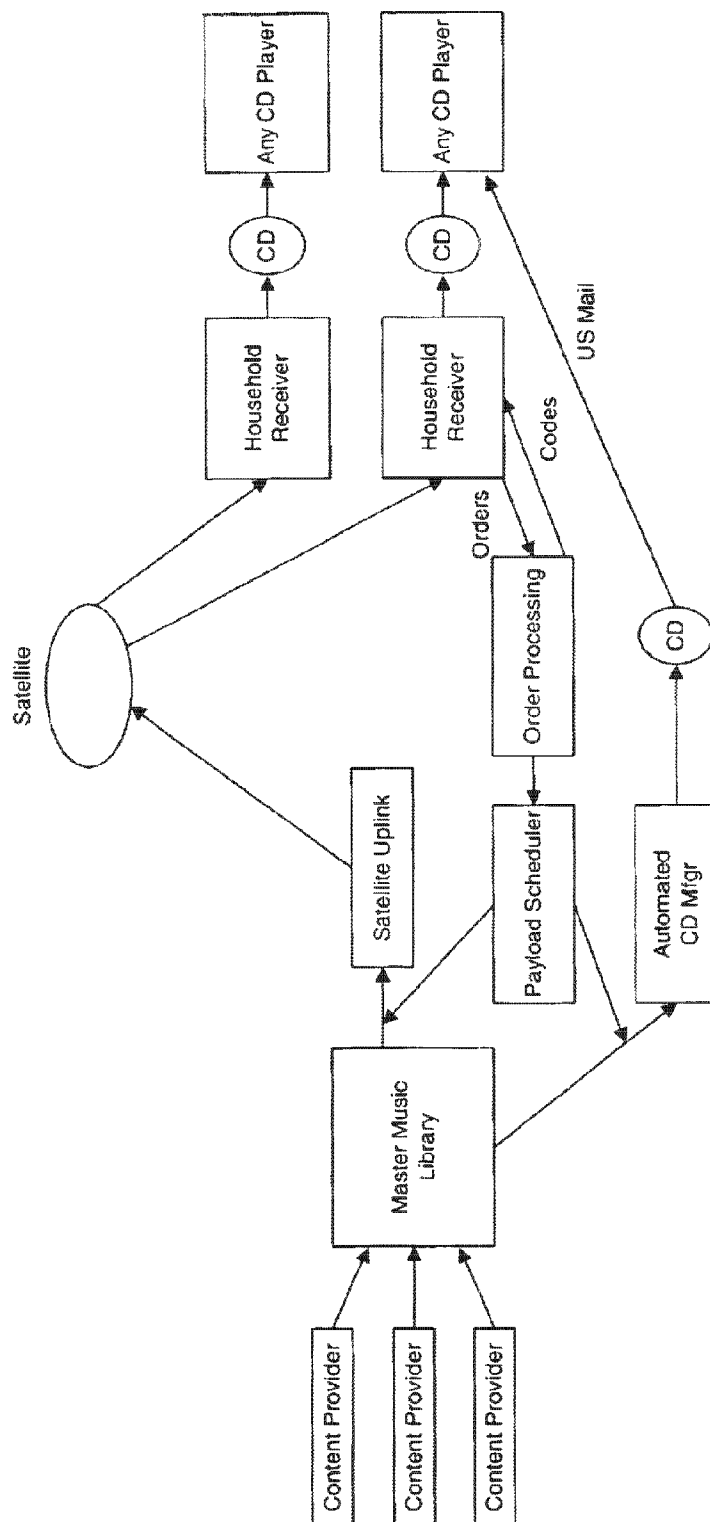 Content Provider
Content Provider
Content Provider
Master Music
Library
Satellite Uplink
Satellite
Payload Scheduler
Order Processing
Orders
Codes
Automated
CD Mfgr
CD
US Mail
Household
Receiver
CD
Any CD Player
Household
Receiver
CD
Any CD Player